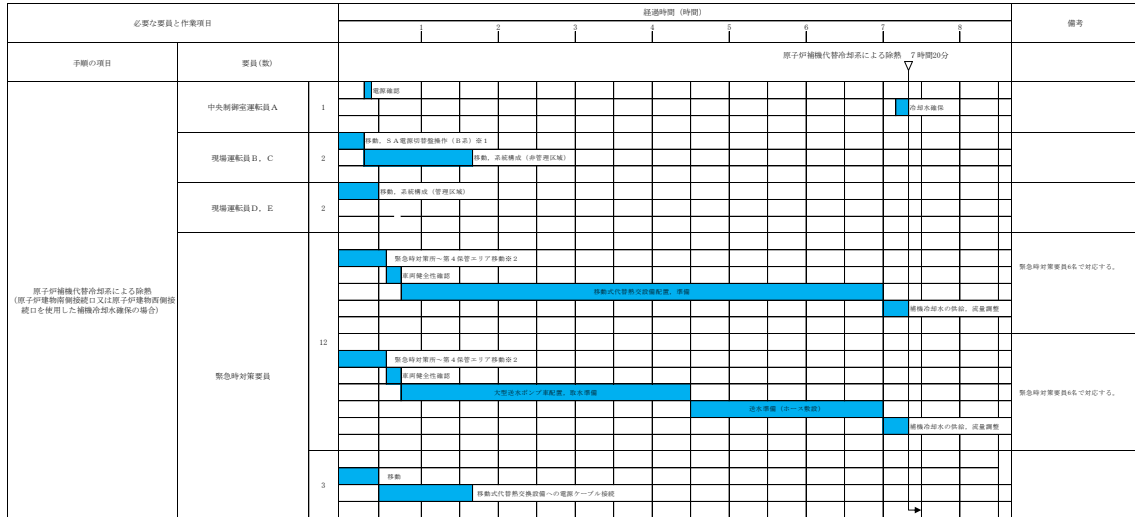 必要な要員と作業項目
経過時間（時間）
備考
1
2
3
4
5
6
7
8
手順の項目
要員(数)
原子炉補機代替冷却系による除熱　7時間20分
原子炉補機代替冷却系による除熱
(原子炉建物南側接続口又は原子炉建物西側接
続口を使用した補機冷却水確保の場合)
中央制御室運転員A
1
電源確認
冷却水確保
現場運転員B，C
2
移動，SA電源切替盤操作（B系）※1
移動，系統構成（非管理区域）
現場運転員D，E
2
移動，系統構成（管理区域）
緊急時対策要員
12
緊急時対策所～第4保管エリア移動※2
車両健全性確認
移動式代替熱交設備配置，準備
補機冷却水の供給，流量調整
緊急時対策要員6名で対応する。
緊急時対策所～第4保管エリア移動※2
車両健全性確認
大型送水ポンプ車配置，取水準備
送水準備（ホース敷設）
補機冷却水の供給，流量調整
緊急時対策要員6名で対応する。
3
移動
移動式代替熱交換設備への電源ケーブル接続